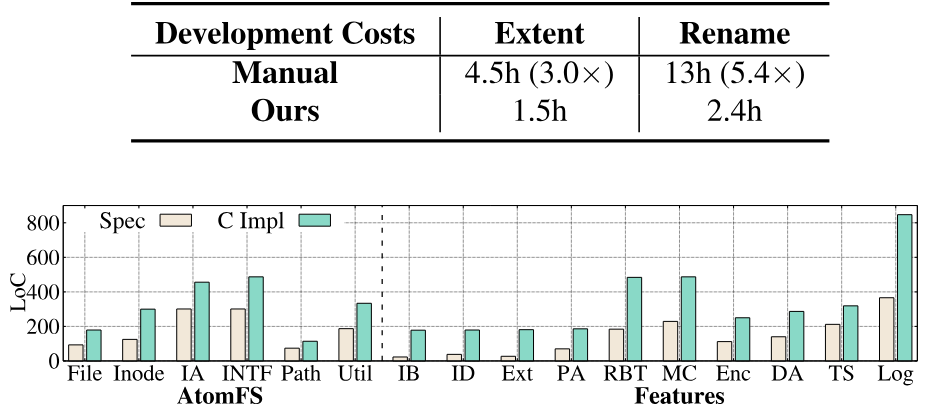 Development Costs Extent Rename
Manual 4.5h (3.0×) 13h (5.4×)
Ours 1.5h 2.4h
Spec C Impl
800
600
400
200
0
LoC
File Inode IA INTF Path Util IB ID Ext PA RBT MC Enc DA TS Log
AtomFS Features